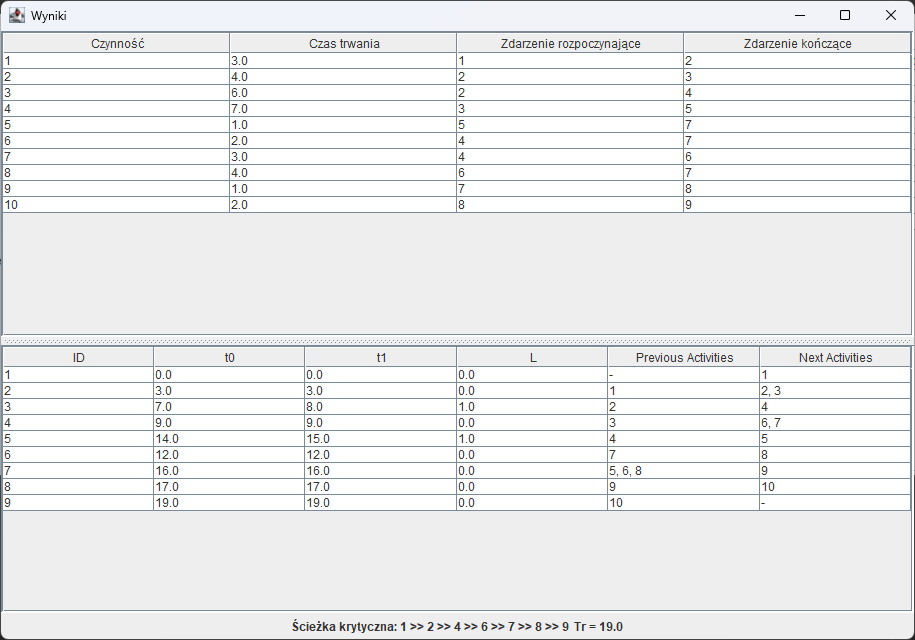 Wyniki
Czynność Czas trwania Zdarzenie rozpoczynające Zdarzenie kończące
1 3.0 1 2
2 4.0 2 3
3 6.0 2 4
4 7.0 3 5
5 1.0 5 7
6 2.0 4 7
7 3.0 4 6
8 4.0 6 7
9 1.0 7 8
10 2.0 8 9
ID t0 t1 L Previous Activities Next Activities
1 0.0 0.0 0.0 - 1
2 3.0 3.0 0.0 1 2, 3
3 7.0 8.0 1.0 2 4
4 9.0 9.0 0.0 3 6, 7
5 14.0 15.0 1.0 4 5
6 12.0 12.0 0.0 7 8
7 16.0 16.0 0.0 5, 6, 8 9
8 17.0 17.0 0.0 9 10
9 19.0 19.0 0.0 10 -
Ścieżka krytyczna: 1 >> 2 >> 4 >> 6 >> 7 >> 8 >> 9 Tr = 19.0